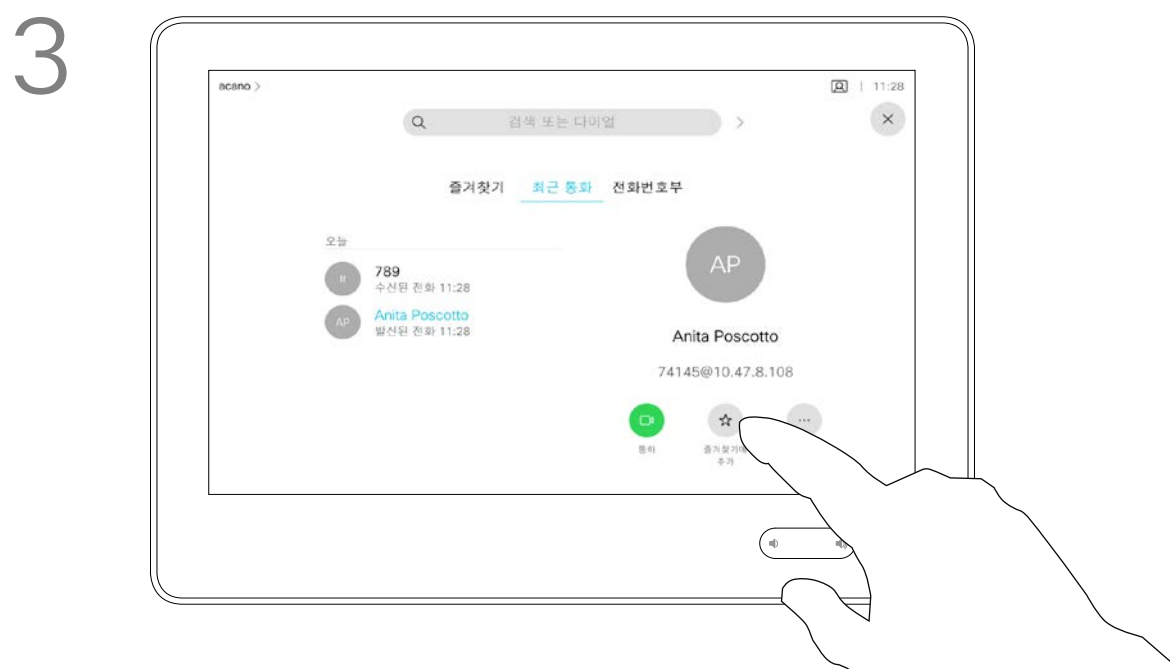 3
acano >
11:28
검색 또는 다이얼
즐겨찾기 최근 통화 전화번호부
오늘
789
수신된 전화 11:28
AP
Anita Poscotto
발신된 전화 11:28
AP
Anita Poscotto
74145@10.47.8.108
통화
즐겨찾기에
추가